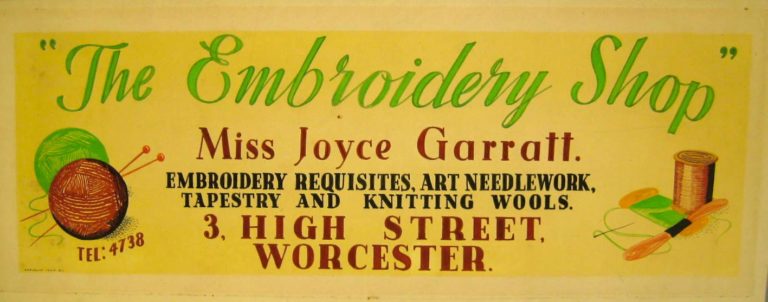 "The Embroidery Shop"
Miss Joyce Garratt.
EMBROIDERY REQUISITES, ART NEEDLEWORK,
TAPESTRY AND KNITTING WOOLS.
TEL: 4738
3, HIGH STREET,
WORCESTER.